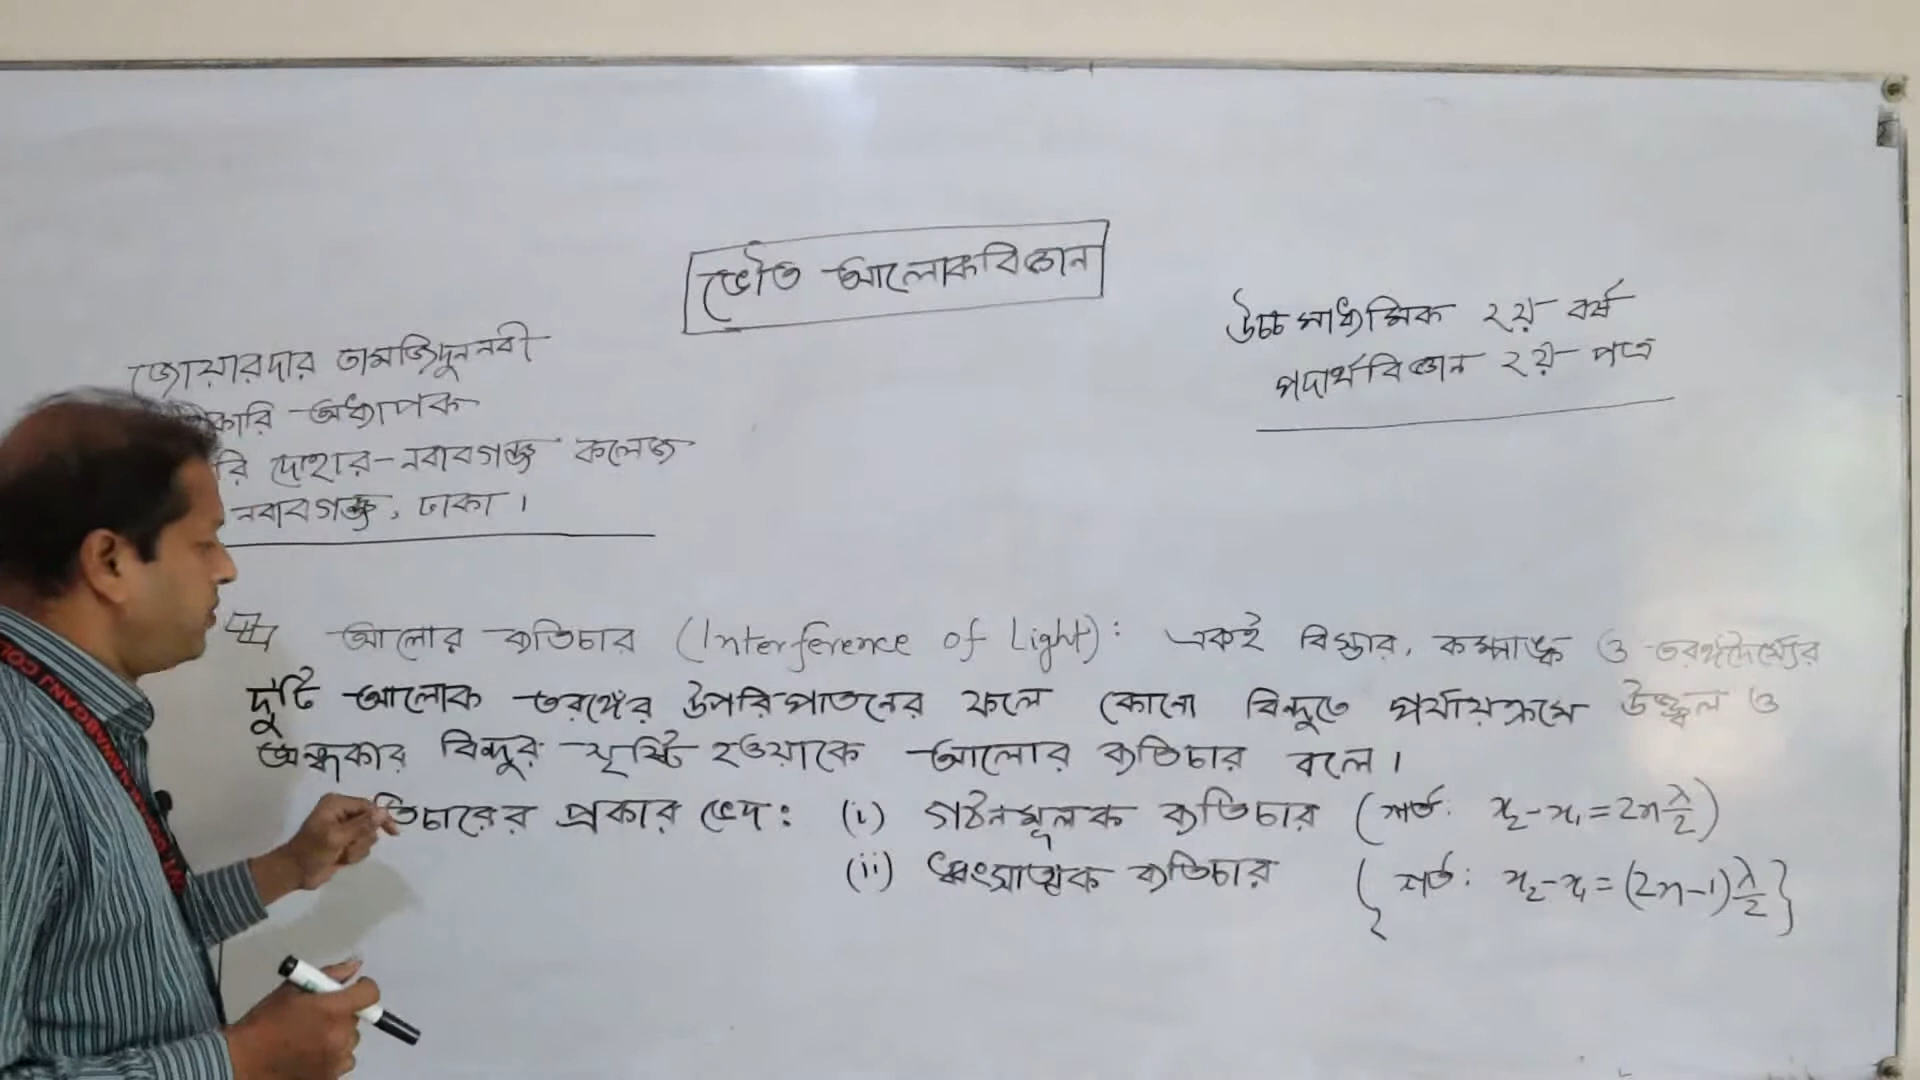 ভৌত আলোকবিজ্ঞান
জোয়ারদার তামজিদুননবী
কারি অধ্যাপক
রি দোহার-নবাবগঞ্জ কলেজ
নবাবগঞ্জ, ঢাকা।
উচ্চমাধ্যমিক ২য় বর্ষ
পদার্থবিজ্ঞান ২য় পত্র
আলোর ব্যতিচার (Interference of Light): একই বিস্তার, কম্পাঙ্ক ও তরঙ্গদৈর্ঘ্যের
দুটি আলোক তরঙ্গের উপরিপাতনের ফলে কোনো বিন্দুতে পর্যায়ক্রমে উজ্জ্বল ও
অন্ধকার বিন্দুর সৃষ্টি হওয়াকে আলোর ব্যতিচার বলে।
তিচারের প্রকার ভেদ: (i) গঠনমূলক ব্যতিচার (শর্ত: x₂-x₁=2n λ/2)
(ii) ধ্বংসাত্মক ব্যতিচার {শর্ত: x₂-x₁=(2n-1) λ/2}